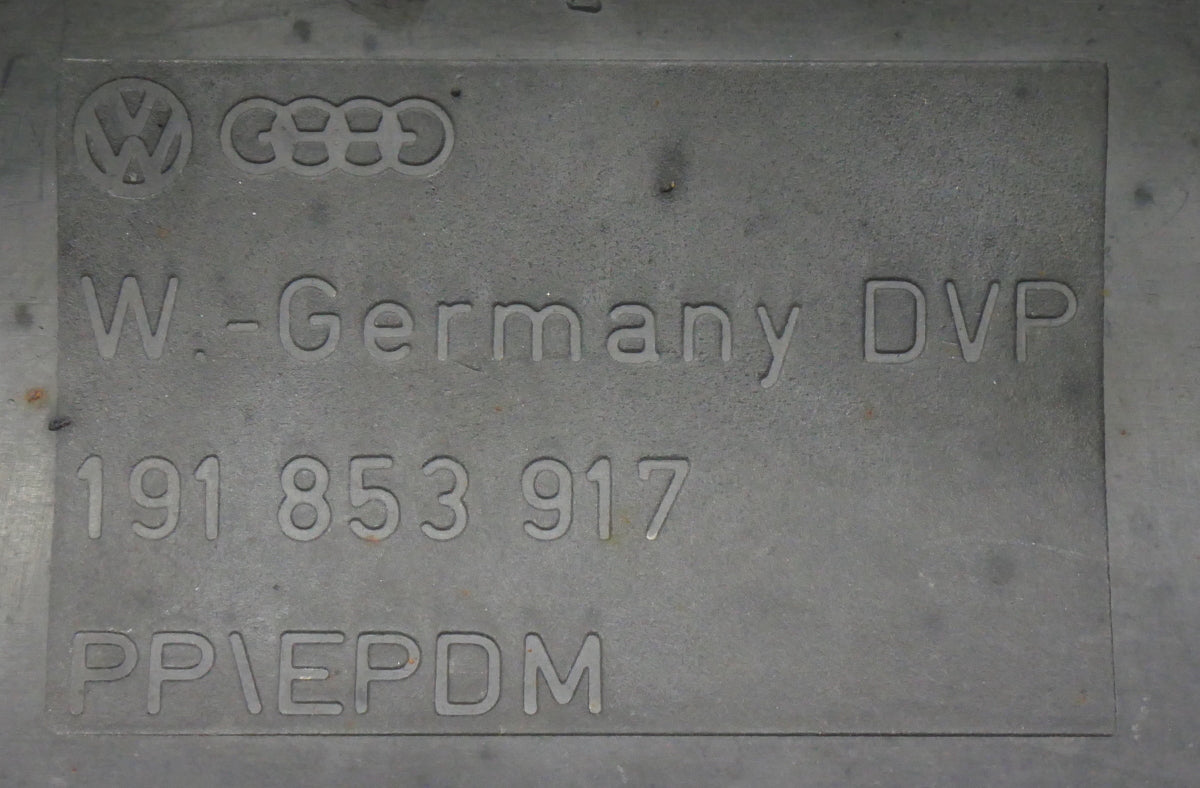 W.-Germany DVP
191 853 917
PP\EPDM